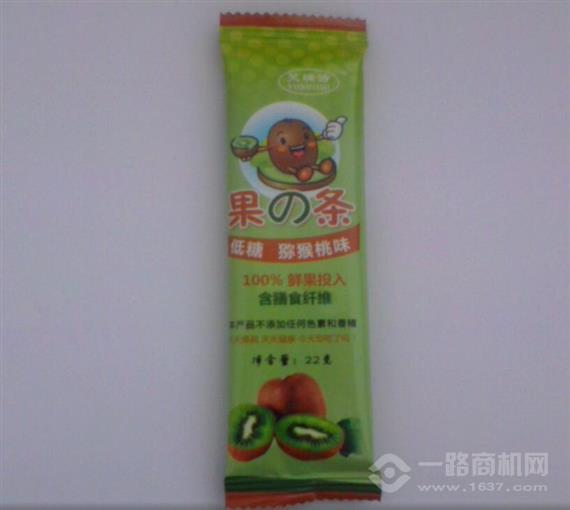 果の条
低糖 猕猴桃味
100% 鲜果投入
含膳食纤维
本产品不添加任何色素和香精
净含量：22克
一路商机网
www.1637.com